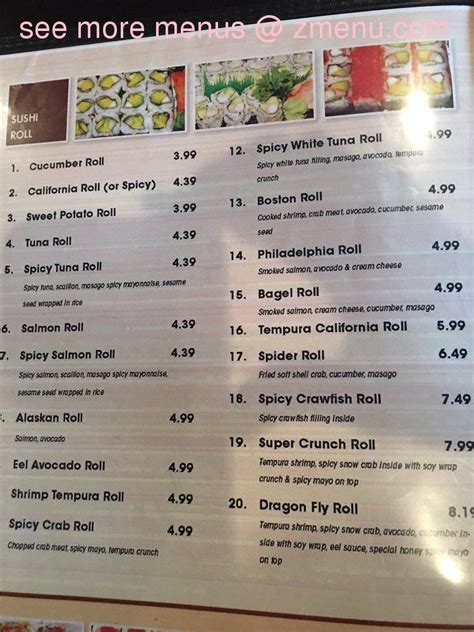 see more menus @ zmenu.com
SUSHI
ROLL
1. Cucumber Roll 3.99
2. California Roll (or Spicy) 4.39
3. Sweet Potato Roll 3.99
4. Tuna Roll 4.39
5. Spicy Tuna Roll 4.39
Spicy tuna, scallion, masago spicy mayonnaise, sesame
seed wrapped in rice
6. Salmon Roll 4.39
7. Spicy Salmon Roll 4.39
Spicy salmon, scallion, masago spicy mayonnaise,
sesame seed wrapped in rice
Alaskan Roll 4.99
Salmon, avocado
Eel Avocado Roll 4.99
Shrimp Tempura Roll 4.99
Spicy Crab Roll 4.99
Chopped crab meat, spicy mayo, tempura crunch
12. Spicy White Tuna Roll 4.99
Spicy white tuna filling, masago, avocado, tempura
crunch
13. Boston Roll 4.99
Cooked shrimp, crab meat, avocado, cucumber, sesame
seed
14. Philadelphia Roll 4.99
Smoked salmon, avocado & cream cheese
15. Bagel Roll 4.99
Smoked salmon, cream cheese, cucumber, masago
16. Tempura California Roll 5.99
17. Spider Roll 6.49
Fried soft shell crab, cucumber, masago
18. Spicy Crawfish Roll 7.49
Spicy crawfish filling inside
19. Super Crunch Roll 7.99
Tempura shrimp, spicy snow crab inside with soy wrap
crunch & spicy mayo on top
20. Dragon Fly Roll 8.19
Tempura shrimp, spicy snow crab, avocado, cucumber in-
side with soy wrap, eel sauce, special honey spicy mayo
on top